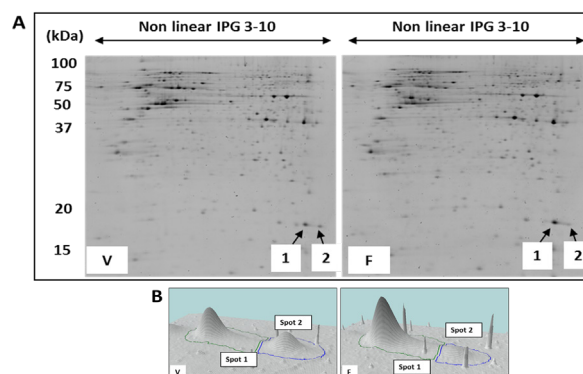 A
Non linear IPG 3-10
Non linear IPG 3-10
(kDa)
100
75
50
37
20
15
V
1
2
F
1
2
B
Spot 2
Spot 1
V
Spot 2
Spot 1
F